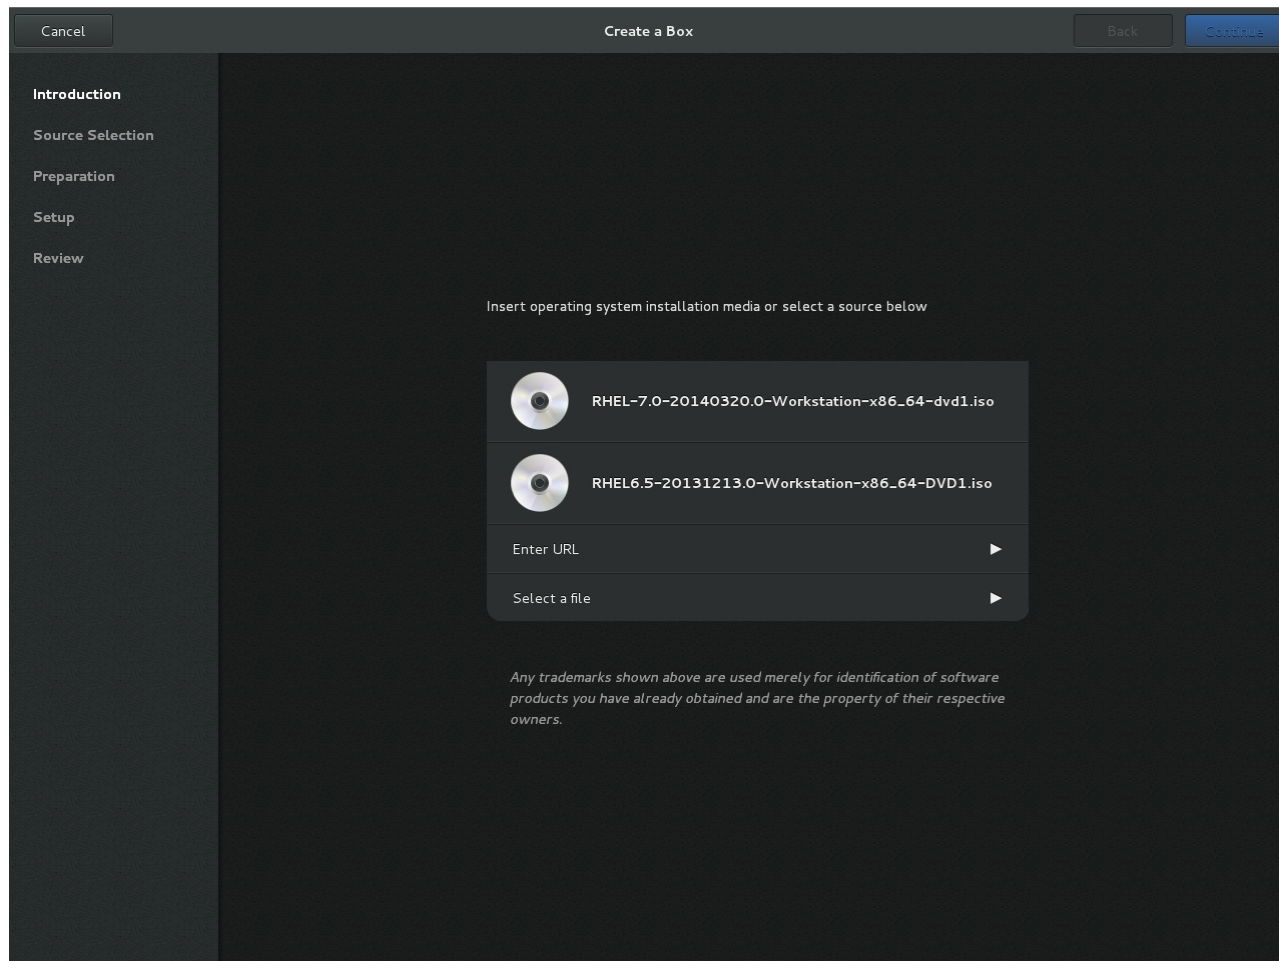 Cancel
Create a Box
Back
Continue
Introduction
Source Selection
Preparation
Setup
Review
Insert operating system installation media or select a source below
RHEL-7.0-20140320.0-Workstation-x86_64-dvd1.iso
RHEL6.5-20131213.0-Workstation-x86_64-DVD1.iso
Enter URL
Select a file
Any trademarks shown above are used merely for identification of software
products you have already obtained and are the property of their respective
owners.